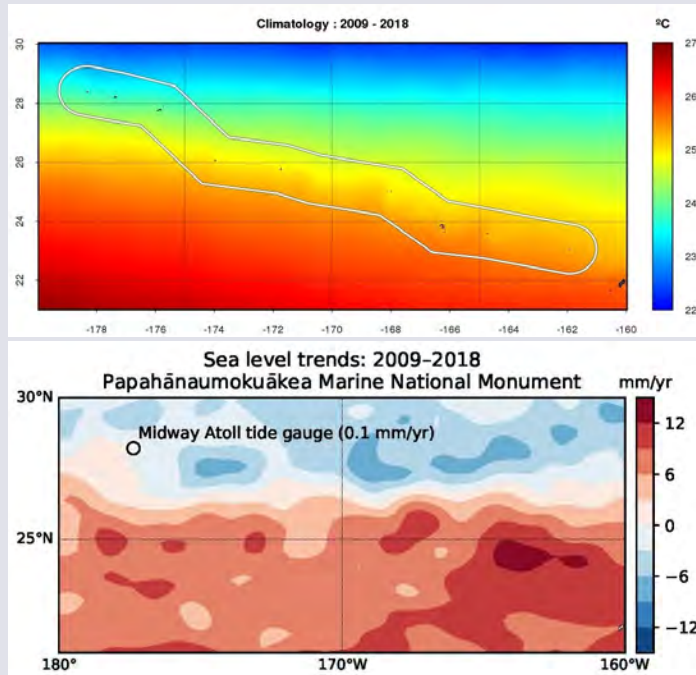 Climatology : 2009 - 2018
ºC
30
28
26
24
22
-178
-176
-174
-172
-170
-168
-166
-164
-162
-160
27
26
25
24
23
22
Sea level trends: 2009–2018
Papahānaumokuākea Marine National Monument
mm/yr
30°N
25°N
Midway Atoll tide gauge (0.1 mm/yr)
180°
170°W
160°W
12
6
0
−6
−12